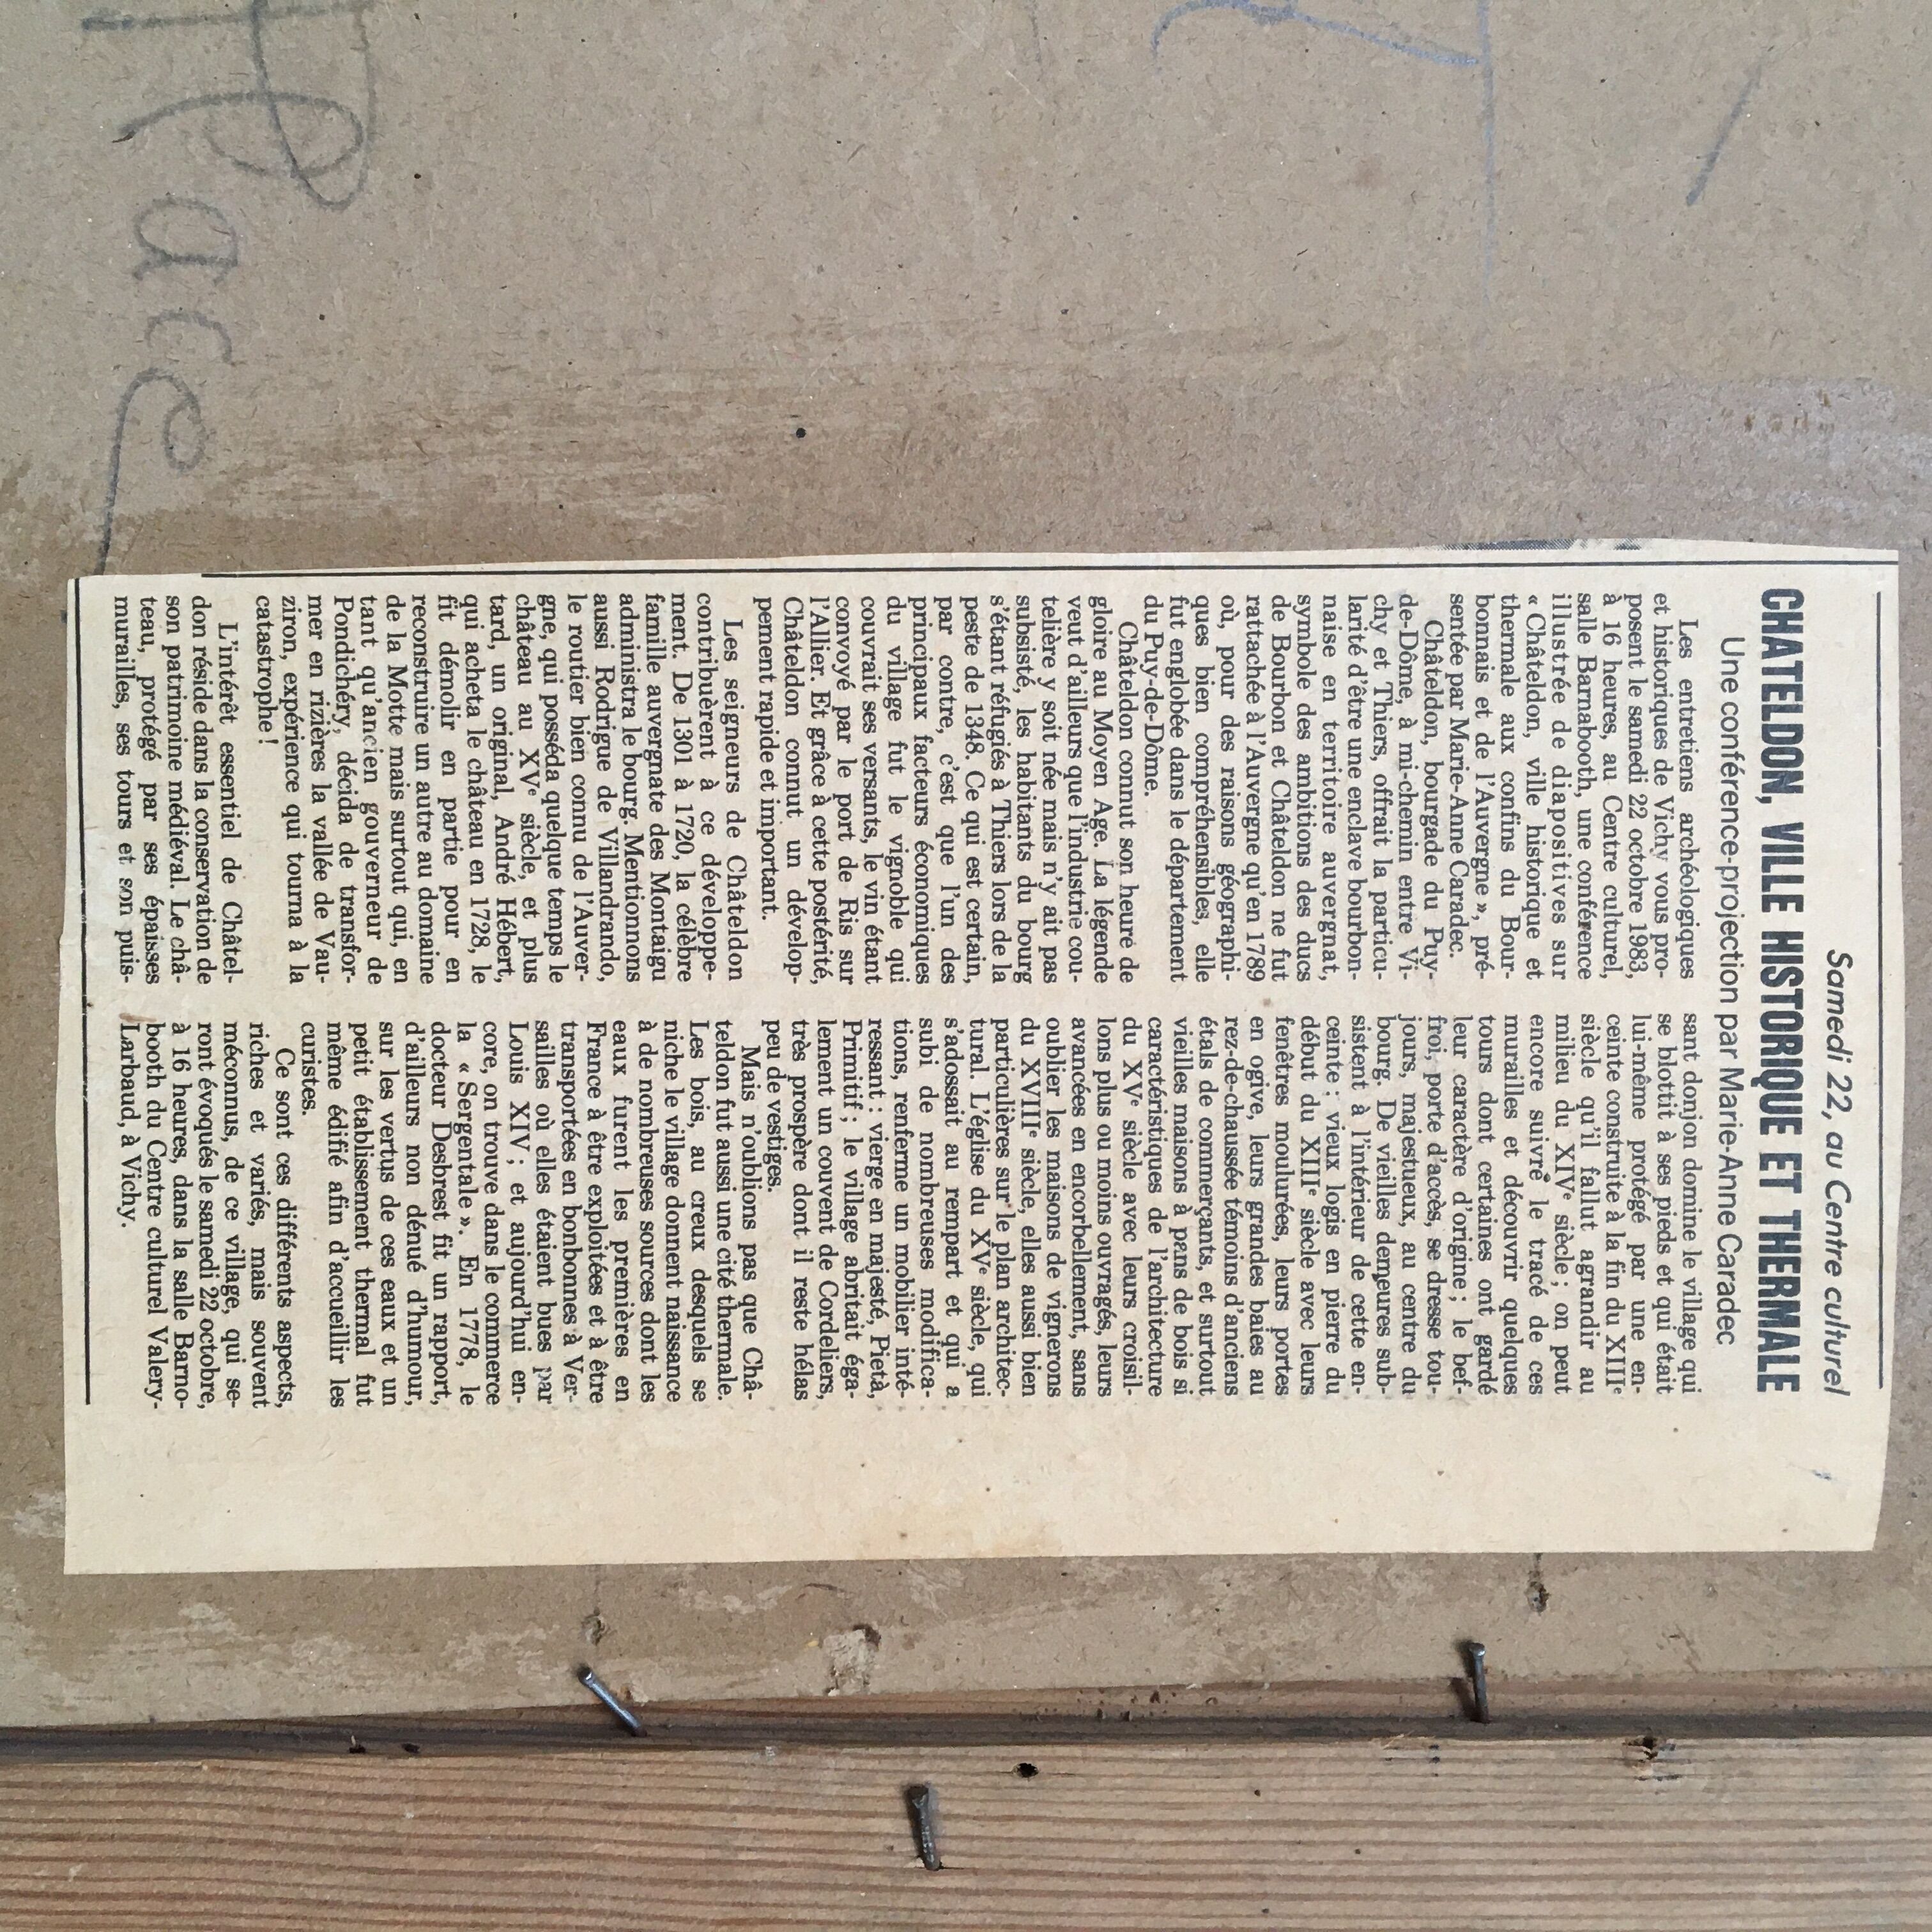 Samedi 22, au Centre culturel
CHATELDON, VILLE HISTORIQUE ET THERMALE
Une conférence-projection par Marie-Anne Caradec
Les entretiens archéologiques
et historiques de Vichy vous pro-
posent le samedi 22 octobre 1983,
à 16 heures, au Centre culturel,
salle Barnabooth, une conférence
illustrée de diapositives sur
« Châteldon, ville historique et
thermale aux confins du Bour-
bonnais et de l'Auvergne », pré-
sentée par Marie-Anne Caradec.
Châteldon, bourgade du Puy-
de-Dôme, à mi-chemin entre Vi-
chy et Thiers, offrait la particu-
larité d'être une enclave bourbon-
naise en territoire auvergnat,
symbole des ambitions des ducs
de Bourbon et Châteldon ne fut
rattachée à l'Auvergne qu'en 1789
où, pour des raisons géographi-
ques bien compréhensibles, elle
fut englobée dans le département
du Puy-de-Dôme.
Châteldon connut son heure de
gloire au Moyen Age. La légende
veut d'ailleurs que l'industrie cou-
telière y soit née mais n'y ait pas
subsisté, les habitants du bourg
s'étant réfugiés à Thiers lors de la
peste de 1348. Ce qui est certain,
par contre, c'est que l'un des
principaux facteurs économiques
du village fut le vignoble qui
couvrait ses versants, le vin étant
convoyé par le port de Ris sur
l'Allier. Et grâce à cette postérité,
Châteldon connut un dévelop-
pement rapide et important.
Les seigneurs de Châteldon
contribuèrent à ce développe-
ment. De 1301 à 1720, la célèbre
famille auvergnate des Montaigu
administra le bourg. Mentionnons
aussi Rodrigue de Villandrando,
le routier bien connu de l'Auver-
gne, qui posséda quelque temps le
château au XVe siècle, et plus
tard, un original, André Hébert,
qui acheta le château en 1728, le
fit démolir en partie pour en
reconstruire un autre au domaine
de la Motte mais surtout qui, en
tant qu'ancien gouverneur de
Pondichéry, décida de transfor-
mer en rizières la vallée de Vau-
ziron, expérience qui tourna à la
catastrophe !
L'intérêt essentiel de Châtel-
don réside dans la conservation de
son patrimoine médiéval. Le châ-
teau, protégé par ses épaisses
murailles, ses tours et son puis-
sant donjon domine le village qui
se blottit à ses pieds et qui était
lui-même protégé par une en-
ceinte construite à la fin du XIIIe
siècle qu'il fallut agrandir au
milieu du XIVe siècle ; on peut
encore suivre le tracé de ces
murailles et découvrir quelques
tours dont certaines ont gardé
leur caractère d'origine ; le bef-
froi, porte d'accès, se dresse tou-
jours, majestueux, au centre du
bourg. De vieilles demeures sub-
sistent à l'intérieur de cette en-
ceinte : vieux logis en pierre du
début du XIIIe siècle avec leurs
fenêtres moulurées, leurs portes
en ogive, leurs grandes baies au
rez-de-chaussée témoins d'anciens
étals de commerçants, et surtout
vieilles maisons à pans de bois si
caractéristiques de l'architecture
du XVe siècle avec leurs croisil-
lons plus ou moins ouvragés, leurs
avancées en encorbellement, sans
oublier les maisons de vignerons
du XVIIIe siècle, elles aussi bien
particulières sur le plan architec-
tural. L'église du XVe siècle, qui
s'adossait au rempart et qui a
subi de nombreuses modifica-
tions, renferme un mobilier inté-
ressant : vierge en majesté, Pietà,
Primitif ; le village abritait éga-
lement un couvent de Cordeliers,
très prospère dont il reste hélas
peu de vestiges.
Mais n'oublions pas que Châ-
teldon fut aussi une cité thermale.
Les bois, au creux desquels se
niche le village donnent naissance
à de nombreuses sources dont les
eaux furent les premières en
France à être exploitées et à être
transportées en bonbonnes à Ver-
sailles où elles étaient bues par
Louis XIV ; et aujourd'hui en-
core, on trouve dans le commerce
la « Sergentale ». En 1778, le
docteur Desbrest fit un rapport,
d'ailleurs non dénué d'humour,
sur les vertus de ces eaux et un
petit établissement thermal fut
même édifié afin d'accueillir les
curistes.
Ce sont ces différents aspects,
riches et variés, mais souvent
méconnus, de ce village, qui se-
ront évoqués le samedi 22 octobre,
à 16 heures, dans la salle Barno-
booth du Centre culturel Valery-
Larbaud, à Vichy.